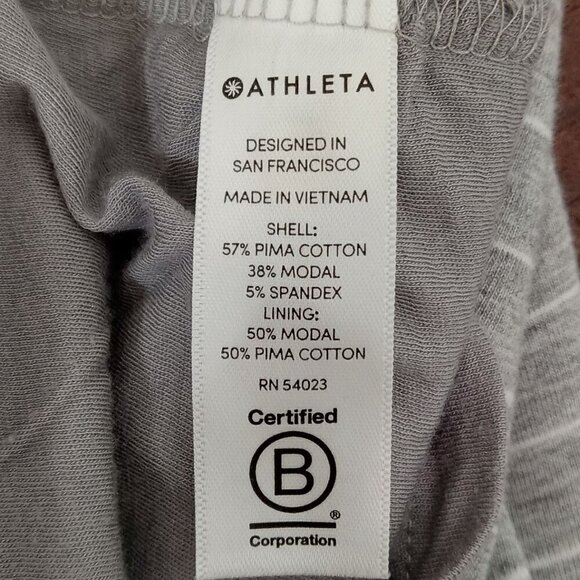 ATHLETA
DESIGNED IN
SAN FRANCISCO
MADE IN VIETNAM
SHELL:
57% PIMA COTTON
38% MODAL
5% SPANDEX
LINING:
50% MODAL
50% PIMA COTTON
RN 54023
Certified
B
®
Corporation